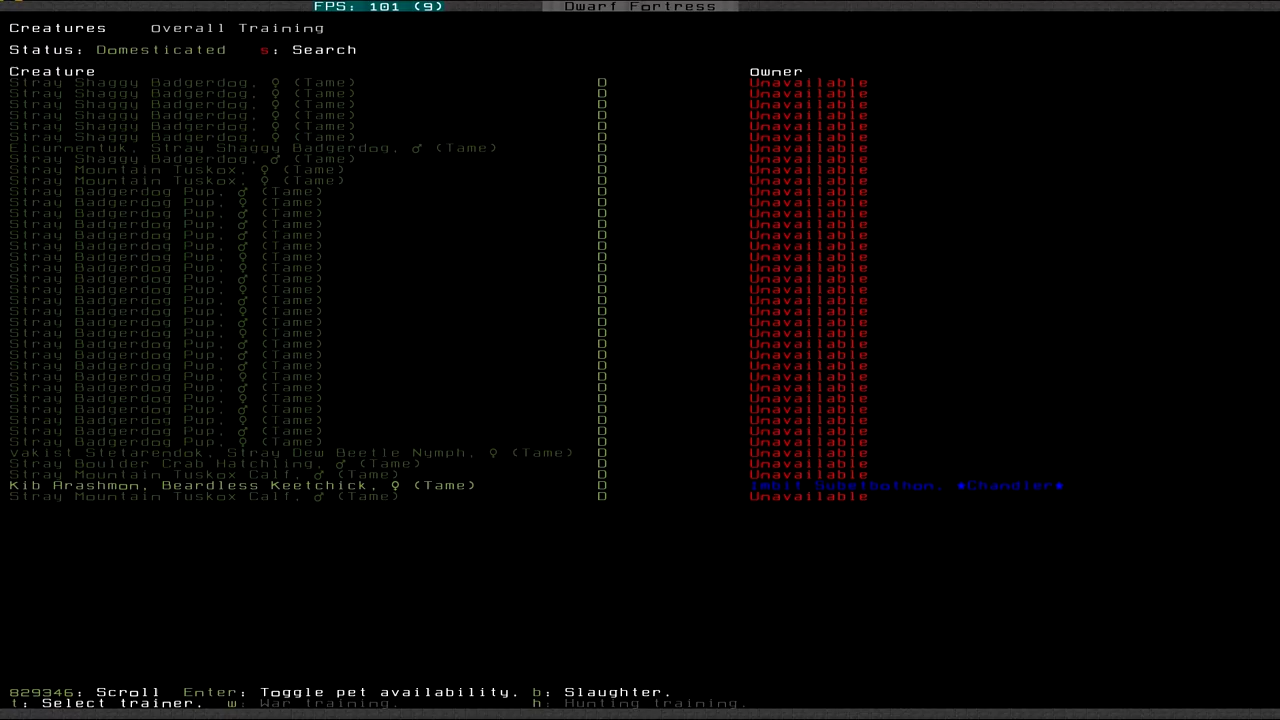 FPS: 101 (9) Dwarf Fortress
Creatures Overall Training
Status: Domesticated s: Search
Creature Owner
Stray Shaggy Badgerdog, ♀ (Tame) D Unavailable
Stray Shaggy Badgerdog, ♀ (Tame) D Unavailable
Stray Shaggy Badgerdog, ♀ (Tame) D Unavailable
Stray Shaggy Badgerdog, ♀ (Tame) D Unavailable
Stray Shaggy Badgerdog, ♀ (Tame) D Unavailable
Stray Shaggy Badgerdog, ♀ (Tame) D Unavailable
Elcurnentuk, Stray Shaggy Badgerdog, ♂ (Tame) D Unavailable
Stray Shaggy Badgerdog, ♂ (Tame) D Unavailable
Stray Mountain Tuskox, ♀ (Tame) D Unavailable
Stray Mountain Tuskox, ♀ (Tame) D Unavailable
Stray Badgerdog Pup, ♂ (Tame) D Unavailable
Stray Badgerdog Pup, ♀ (Tame) D Unavailable
Stray Badgerdog Pup, ♂ (Tame) D Unavailable
Stray Badgerdog Pup, ♂ (Tame) D Unavailable
Stray Badgerdog Pup, ♂ (Tame) D Unavailable
Stray Badgerdog Pup, ♂ (Tame) D Unavailable
Stray Badgerdog Pup, ♀ (Tame) D Unavailable
Stray Badgerdog Pup, ♀ (Tame) D Unavailable
Stray Badgerdog Pup, ♂ (Tame) D Unavailable
Stray Badgerdog Pup, ♀ (Tame) D Unavailable
Stray Badgerdog Pup, ♂ (Tame) D Unavailable
Stray Badgerdog Pup, ♀ (Tame) D Unavailable
Stray Badgerdog Pup, ♂ (Tame) D Unavailable
Stray Badgerdog Pup, ♀ (Tame) D Unavailable
Stray Badgerdog Pup, ♂ (Tame) D Unavailable
Stray Badgerdog Pup, ♂ (Tame) D Unavailable
Stray Badgerdog Pup, ♀ (Tame) D Unavailable
Stray Badgerdog Pup, ♀ (Tame) D Unavailable
Stray Badgerdog Pup, ♂ (Tame) D Unavailable
Stray Badgerdog Pup, ♀ (Tame) D Unavailable
Stray Badgerdog Pup, ♂ (Tame) D Unavailable
Stray Badgerdog Pup, ♀ (Tame) D Unavailable
Stray Badgerdog Pup, ♂ (Tame) D Unavailable
Stray Badgerdog Pup, ♀ (Tame) D Unavailable
Vakist Stetarendok, Stray Dew Beetle Nymph, ♀ (Tame) D Unavailable
Stray Boulder Crab Hatchling, ♂ (Tame) D Unavailable
Stray Mountain Tuskox Calf, ♂ (Tame) D Unavailable
Kib Arashmon, Beardless Keetchick, ♀ (Tame) D *Chandler*
Stray Mountain Tuskox Calf, ♂ (Tame) D Unavailable
829346: Scroll Enter: Toggle pet availability, b: Slaughter.
t: Select trainer, w: War training. h: Hunting training.